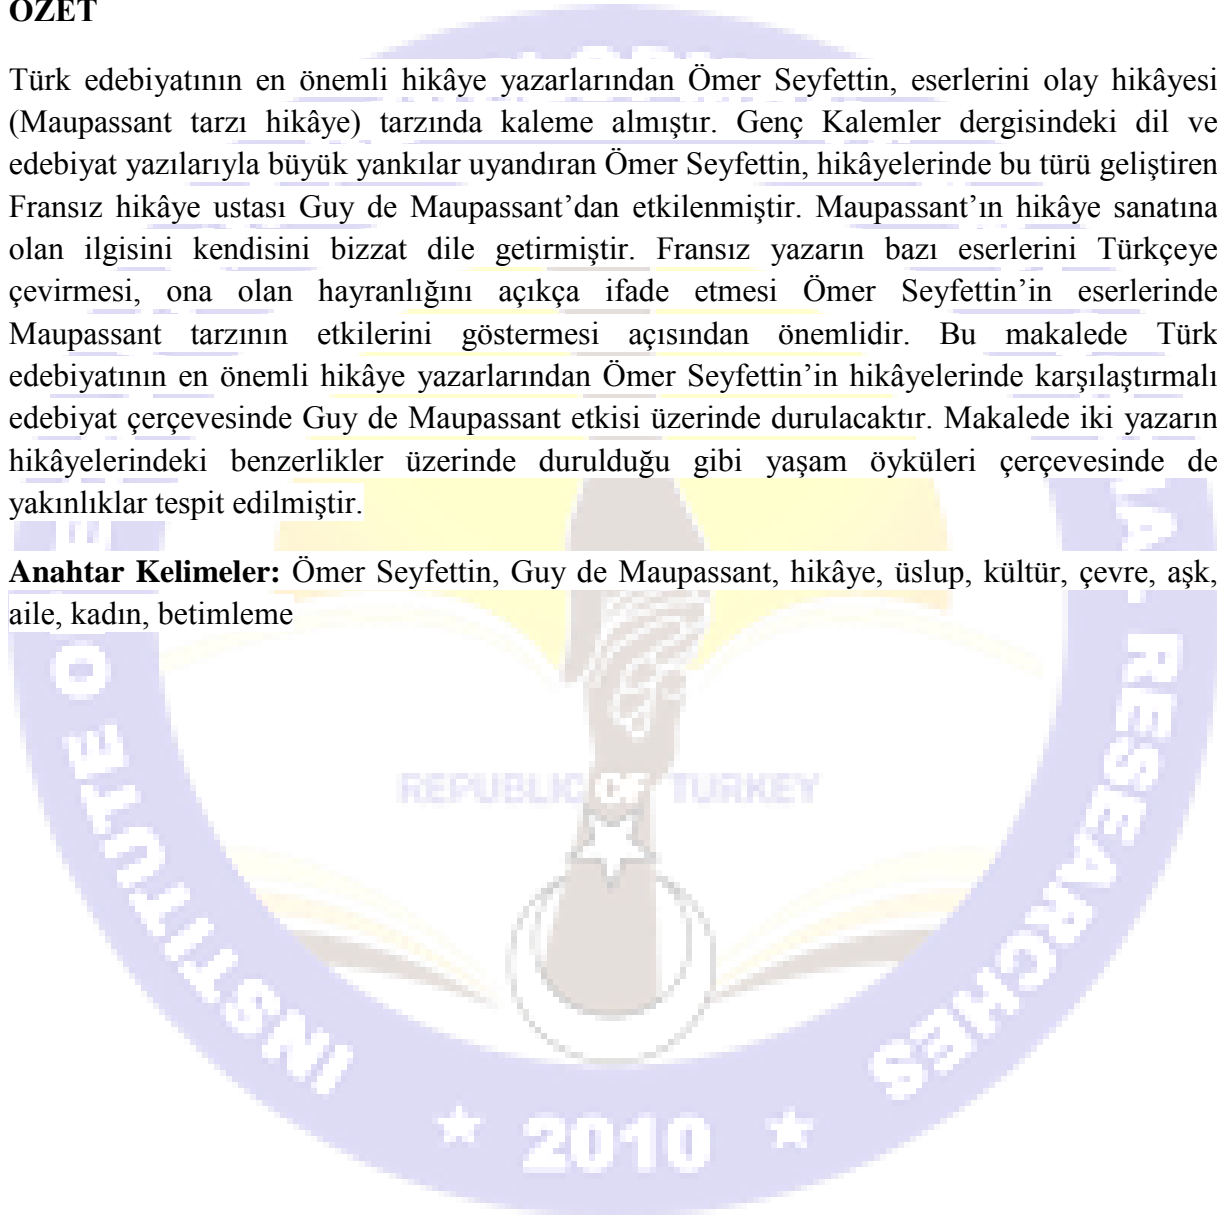 ÖZET
Türk edebiyatının en önemli hikâye yazarlarından Ömer Seyfettin, eserlerini olay hikâyesi
(Maupassant tarzı hikâye) tarzında kaleme almıştır. Genç Kalemler dergisindeki dil ve
edebiyat yazılarıyla büyük yankılar uyandıran Ömer Seyfettin, hikâyelerinde bu türü geliştiren
Fransız hikâye ustası Guy de Maupassant’dan etkilenmiştir. Maupassant’ın hikâye sanatına
olan ilgisini kendisini bizzat dile getirmiştir. Fransız yazarın bazı eserlerini Türkçeye
çevirmesi, ona olan hayranlığını açıkça ifade etmesi Ömer Seyfettin’in eserlerinde
Maupassant tarzının etkilerini göstermesi açısından önemlidir. Bu makalede Türk
edebiyatının en önemli hikâye yazarlarından Ömer Seyfettin’in hikâyelerinde karşılaştırmalı
edebiyat çerçevesinde Guy de Maupassant etkisi üzerinde durulacaktır. Makalede iki yazarın
hikâyelerindeki benzerlikler üzerinde durulduğu gibi yaşam öyküleri çerçevesinde de
yakınlıklar tespit edilmiştir.
Anahtar Kelimeler: Ömer Seyfettin, Guy de Maupassant, hikâye, üslup, kültür, çevre, aşk,
aile, kadın, betimleme
REPUBLIC OF TURKEY
INSTITUTE O
RESEARCHES
★ 2010 ★